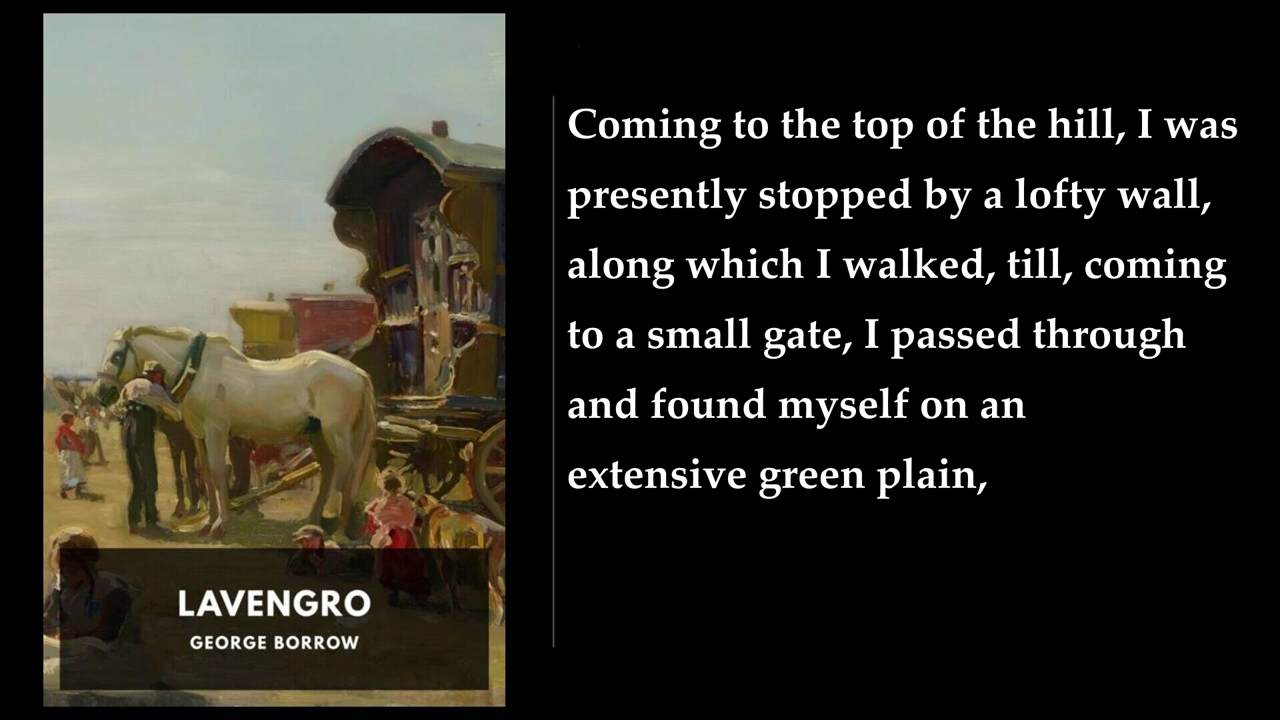 LAVENGRO
GEORGE BORROW
Coming to the top of the hill, I was
presently stopped by a lofty wall,
along which I walked, till, coming
to a small gate, I passed through
and found myself on an
extensive green plain,